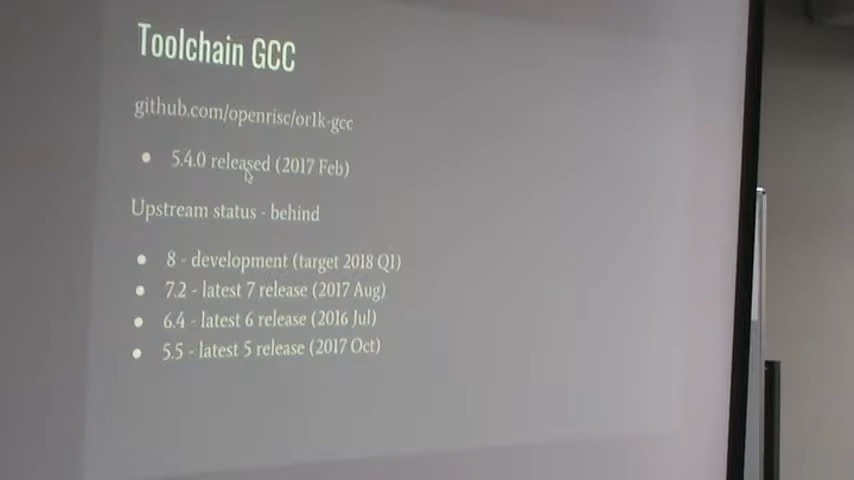 Toolchain GCC
github.com/openrisc/or1k-gcc
● 5.4.0 released (2017 Feb)
Upstream status - behind
● 8 - development (target 2018 Q1)
● 7.2 - latest 7 release (2017 Aug)
● 6.4 - latest 6 release (2016 Jul)
● 5.5 - latest 5 release (2017 Oct)